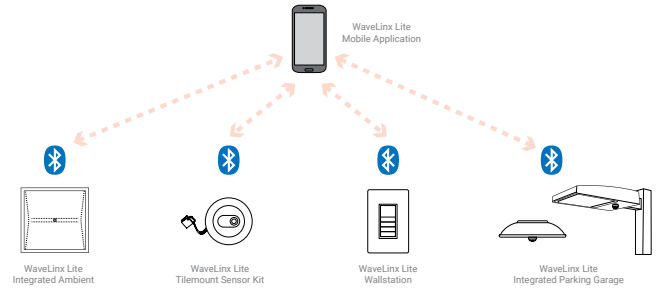 WaveLinx Lite
Mobile Application
WaveLinx Lite
Integrated Ambient
WaveLinx Lite
Tilemount Sensor Kit
WaveLinx Lite
Wallstation
WaveLinx Lite
Integrated Parking Garage